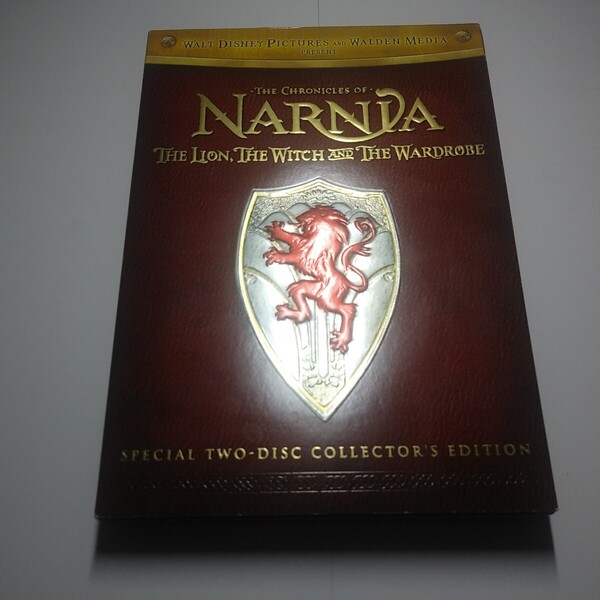 WALT DISNEY PICTURES AND WALDEN MEDIA
PRESENT
· THE CHRONICLES OF ·
NARNIA
THE LION, THE WITCH AND THE WARDROBE
SPECIAL TWO-DISC COLLECTOR'S EDITION